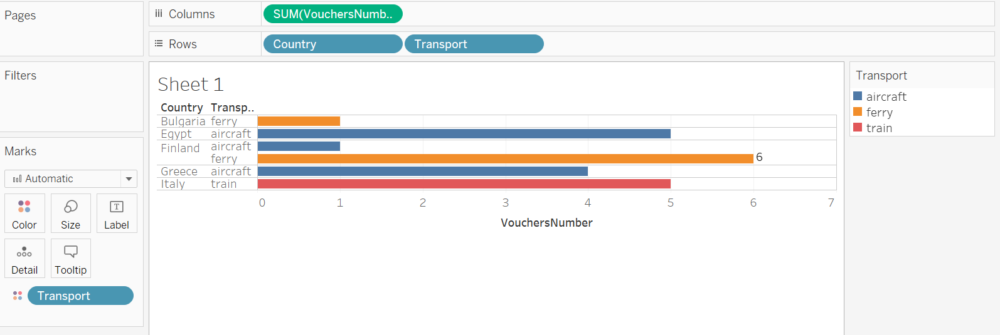 Pages
Columns
SUM(VouchersNumb..
Rows
Country
Transport
Filters
Sheet 1
Country Transp..
Bulgaria ferry
Egypt aircraft
Finland aircraft
ferry
6
Greece aircraft
Italy train
0 1 2 3 4 5 6 7
VouchersNumber
Marks
Automatic
Color Size Label
T
Detail Tooltip
Transport
Transport
aircraft
ferry
train